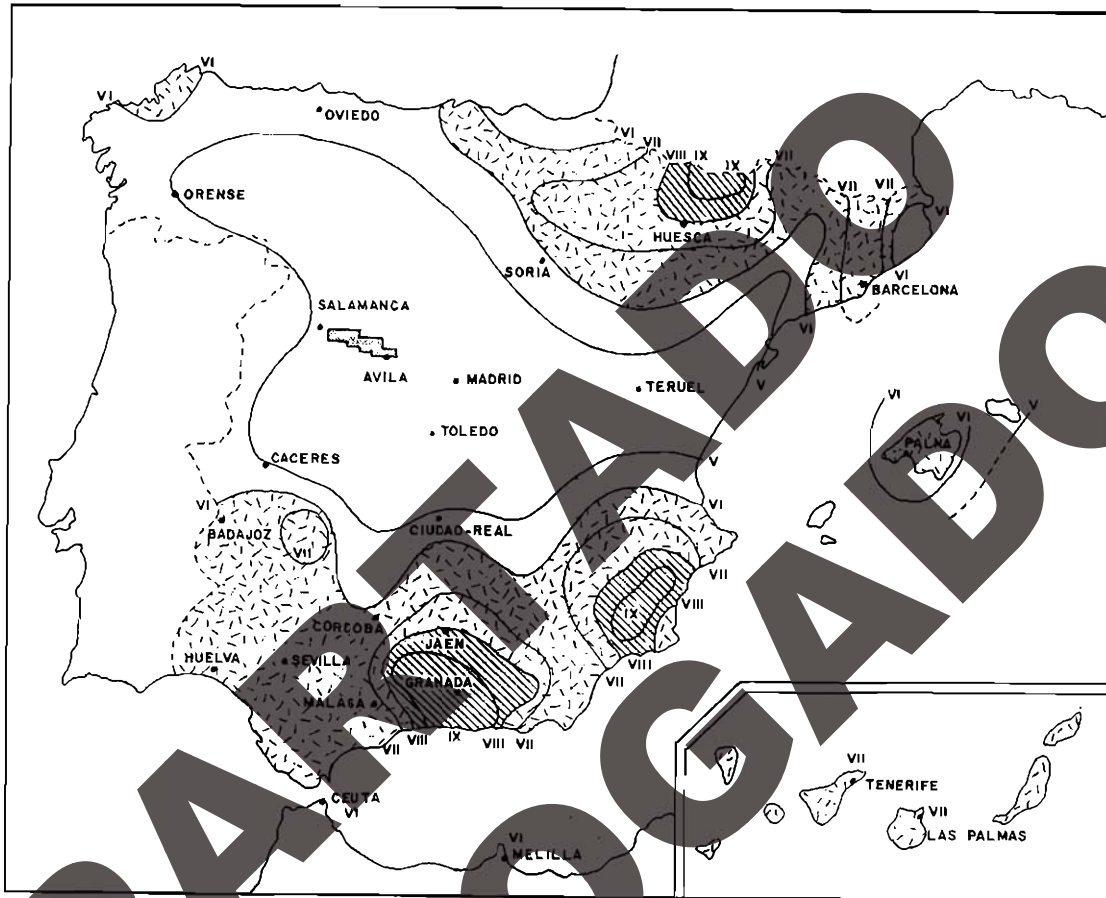 VI
VI
OVIEDO
VI
VII
VIII
IX
IX
VII
VII
VII
VI
ORENSE
HUESCA
SORIA
VI
BARCELONA
SALAMANCA
VI
AVILA
MADRID
TERUEL
V
VI
VI
V
TOLEDO
PALMA
CACERES
V
VI
BADAJOZ
VII
CIUDAD-REAL
VI
VII
CORDOBA
IX
VIII
JAEN
HUELVA
SEVILLA
VIII
GRANADA
VII
MALAGA
VII
VIII
IX
VIII
VII
CEUTA
VI
VI
MELILLA
VII
TENERIFE
VII
LAS PALMAS
PARTADO
OGADO